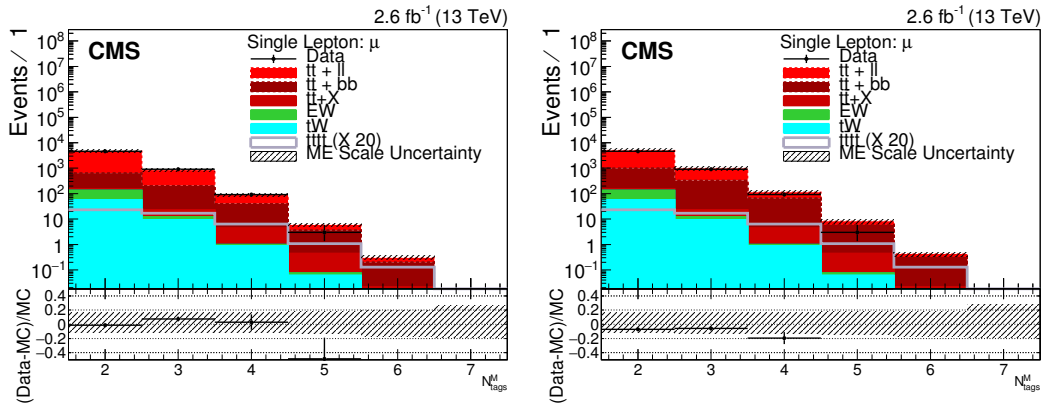 2.6 fb⁻¹ (13 TeV)
CMS
Single Lepton: μ
Data
tt + ll
tt + bb
tt+X
EW
tW
tttt (X 20)
ME Scale Uncertainty
Events / 1
10⁸
10⁷
10⁶
10⁵
10⁴
10³
10²
10
1
10⁻¹
(Data-MC)/MC
0.4
0.2
0
−0.2
−0.4
2 3 4 5 6 7
N^M_tags
2.6 fb⁻¹ (13 TeV)
CMS
Single Lepton: μ
Data
tt + ll
tt + bb
tt+X
EW
tW
tttt (X 20)
ME Scale Uncertainty
Events / 1
10⁸
10⁷
10⁶
10⁵
10⁴
10³
10²
10
1
10⁻¹
(Data-MC)/MC
0.4
0.2
0
−0.2
−0.4
2 3 4 5 6 7
N^M_tags